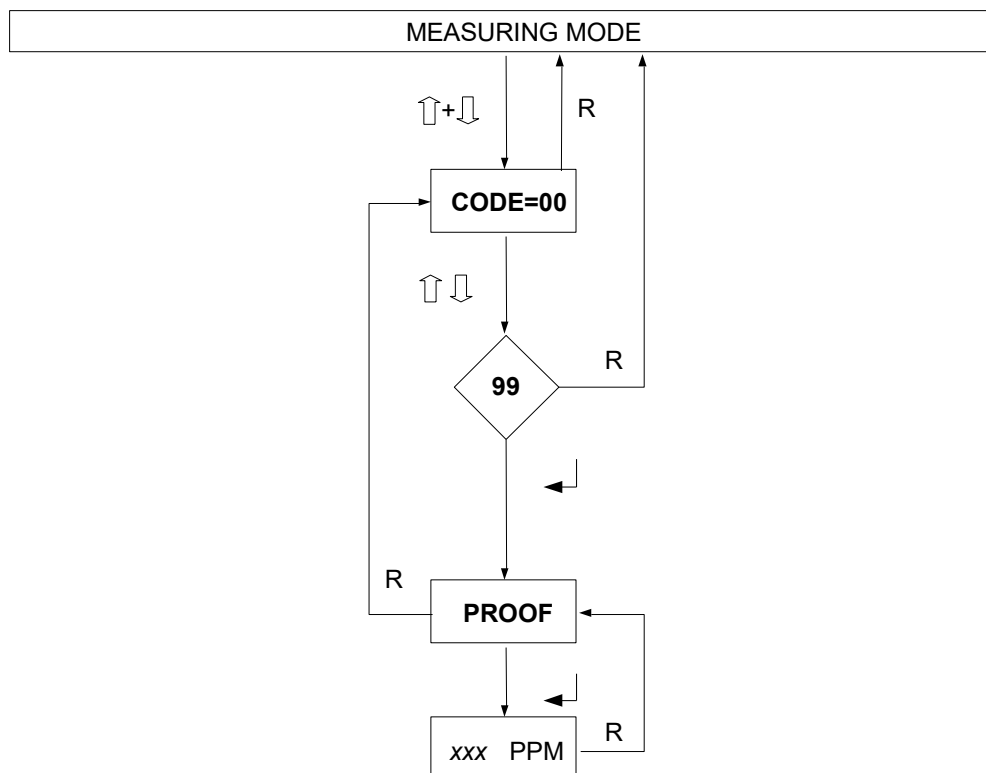 MEASURING MODE
⇧+⇩
R
CODE=00
⇧ ⇩
99
R
R
PROOF
xxx PPM
R